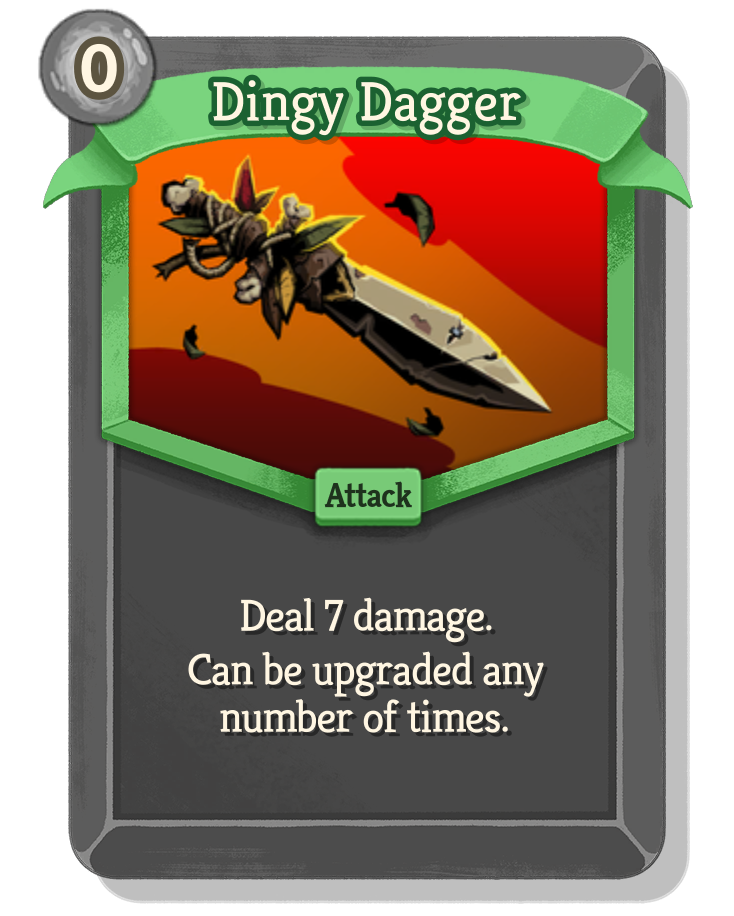 0
Dingy Dagger
Attack
Deal 7 damage.
Can be upgraded any
number of times.